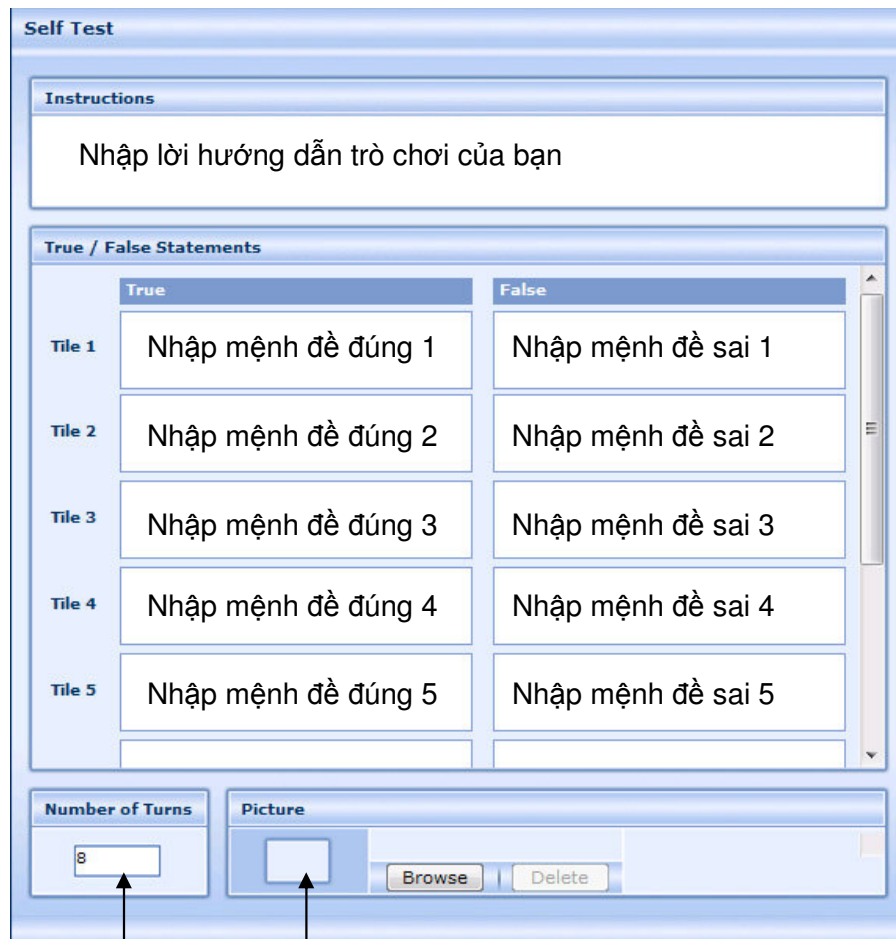 Self Test
Instructions
Nhập lời hướng dẫn trò chơi của bạn
True / False Statements
True False
Tile 1 Nhập mệnh đề đúng 1 Nhập mệnh đề sai 1
Tile 2 Nhập mệnh đề đúng 2 Nhập mệnh đề sai 2
Tile 3 Nhập mệnh đề đúng 3 Nhập mệnh đề sai 3
Tile 4 Nhập mệnh đề đúng 4 Nhập mệnh đề sai 4
Tile 5 Nhập mệnh đề đúng 5 Nhập mệnh đề sai 5
Number of Turns Picture
8
Browse Delete